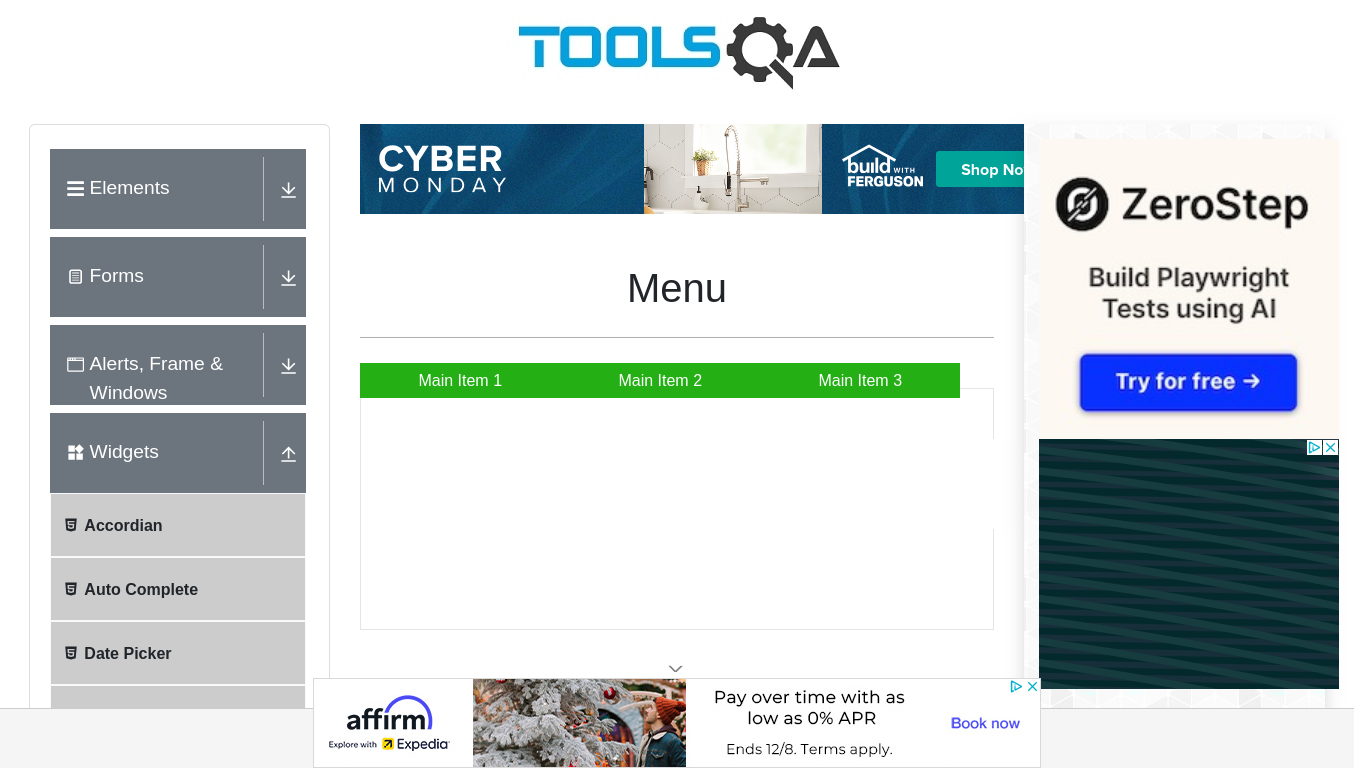 TOOLSQA
Elements
Forms
Alerts, Frame &
Windows
Widgets
Accordian
Auto Complete
Date Picker
CYBER
MONDAY
build WITH
FERGUSON
Shop No
Menu
Main Item 1
Main Item 2
Main Item 3
ZeroStep
Build Playwright
Tests using AI
Try for free →
affirm
Explore with Expedia
Pay over time with as
low as 0% APR
Ends 12/8. Terms apply.
Book now